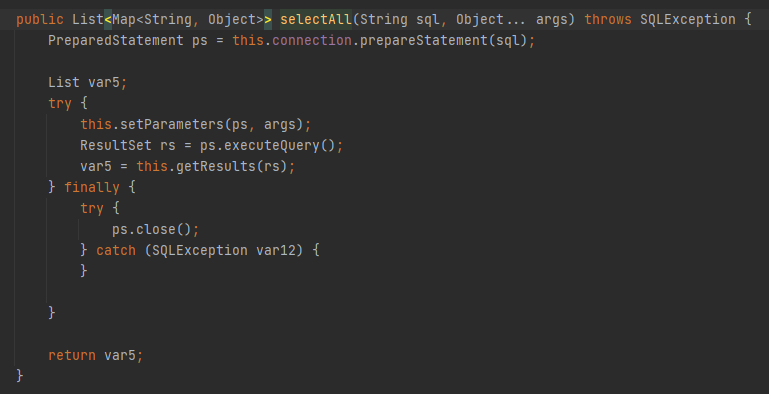 public List<Map<String, Object>> selectAll(String sql, Object... args) throws SQLException {
    PreparedStatement ps = this.connection.prepareStatement(sql);

    List var5;
    try {
        this.setParameters(ps, args);
        ResultSet rs = ps.executeQuery();
        var5 = this.getResults(rs);
    } finally {
        try {
            ps.close();
        } catch (SQLException var12) {
        }

    }

    return var5;
}